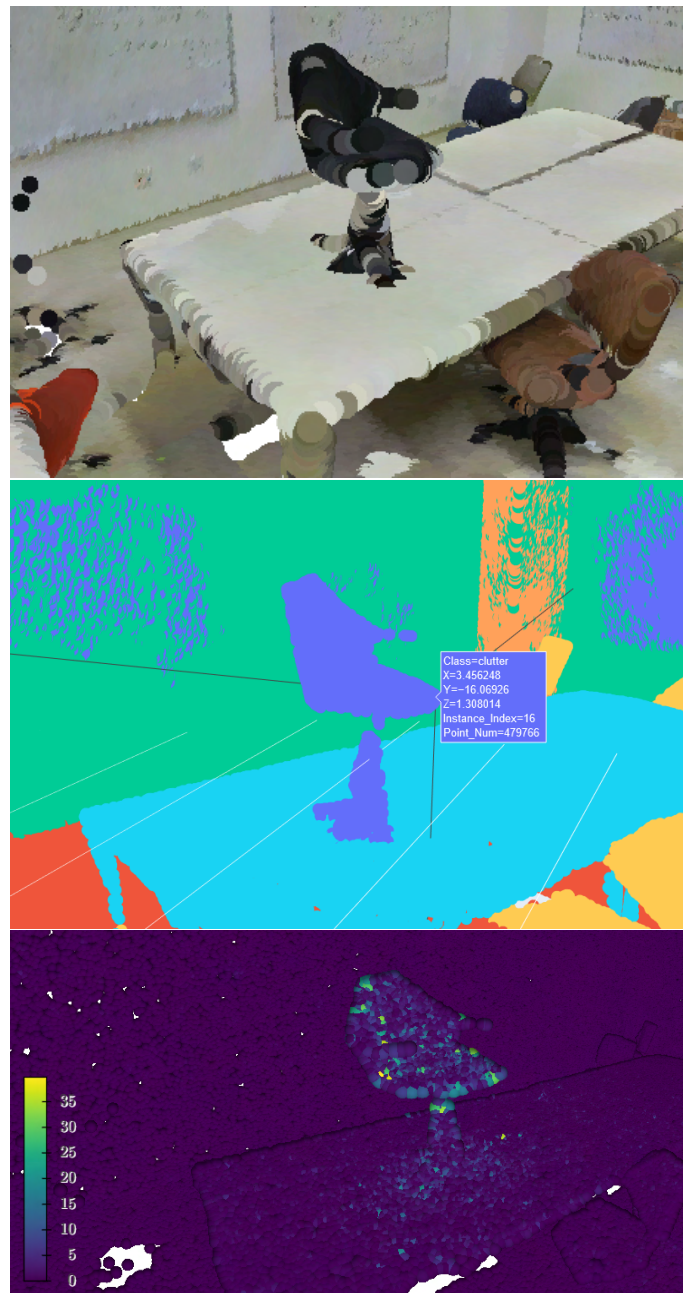 Class=clutter
X=3.456248
Y=−16.06926
Z=1.308014
Instance_Index=16
Point_Num=479766
35
30
25
20
15
10
5
0